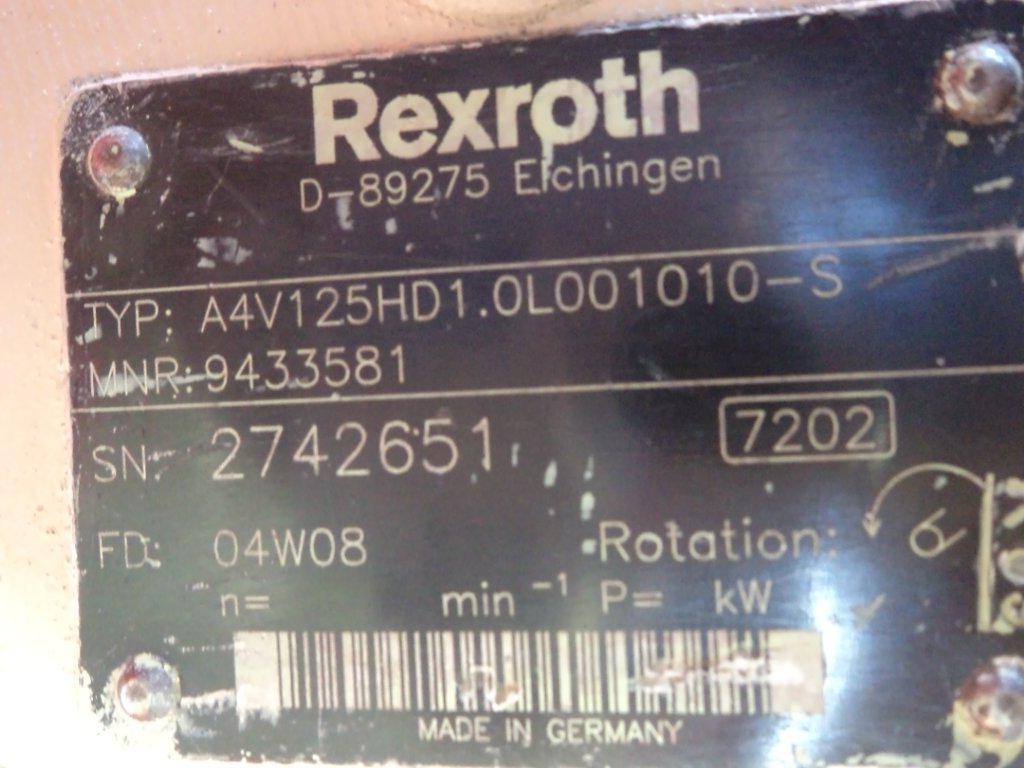 Rexroth
D-89275 Elchingen
TYP: A4V125HD1.0L001010-S
MNR: 9433581
SN: 2742651
7202
FD: 04W08
Rotation:
n= min⁻¹ P= kW
MADE IN GERMANY